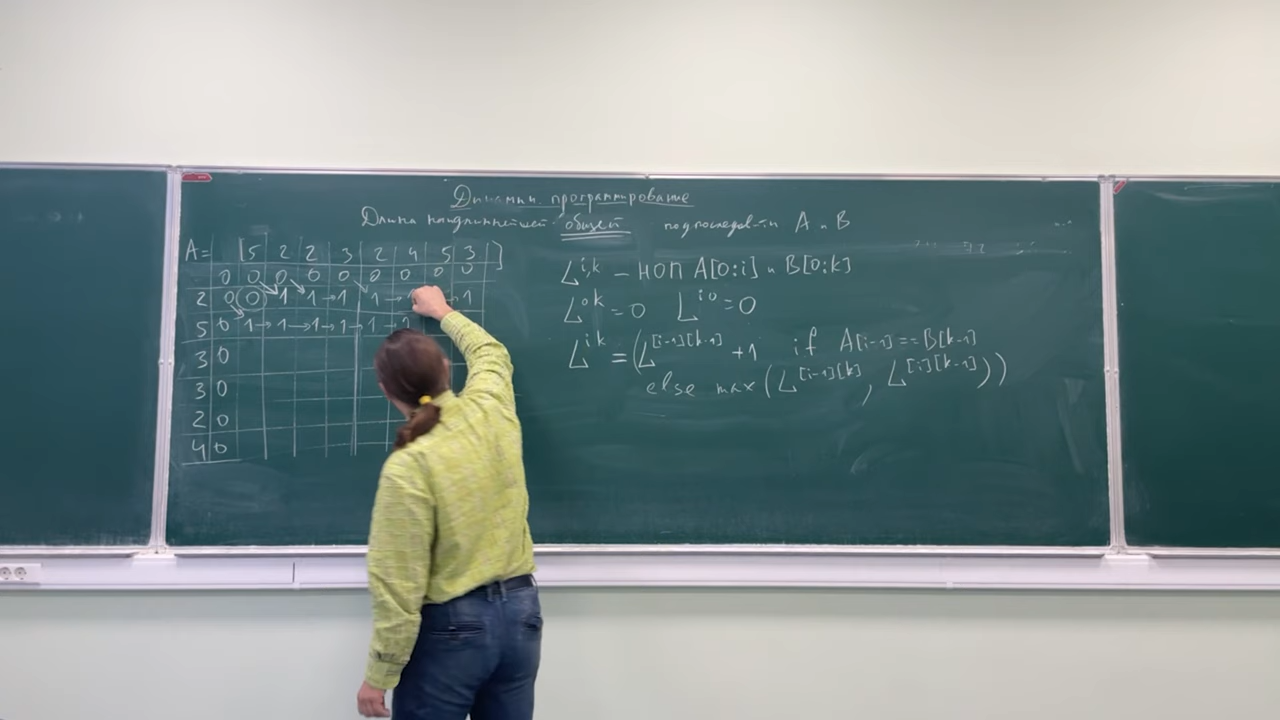 Динамич. программирование
Длина наидлиннейшей общей подпоследов-ти A и B
A= [5 2 2 3 2 4 5 3]
0 0 0 0 0 0 0 0 0
2 0 0 1 → 1 → 1 1 → 1 → 1
5 0 1 → 1 → 1 → 1 → 1 → 1
3 0
3 0
2 0
4 0
L^{i,k} – НОП A[0:i] и B[0:k]
L^{0k} = 0 L^{i0} = 0
L^{ik} = (L^{[i-1][k-1]} +1 if A[i-1]==B[k-1]
else max(L^{[i-1][k]}, L^{[i][k-1]}))